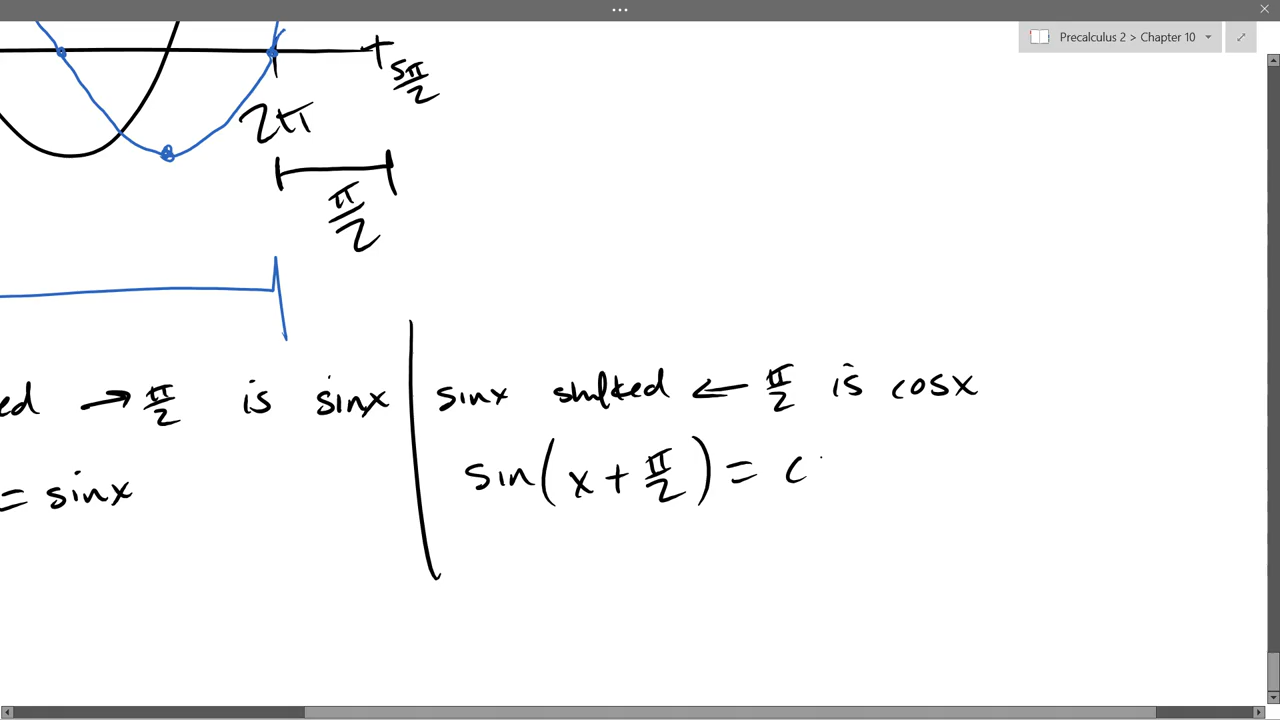 Precalculus 2 > Chapter 10
5π/2
2π
π/2
ed → π/2 is sinx
= sinx
sinx shifted ← π/2 is cosx
sin(x + π/2) = c